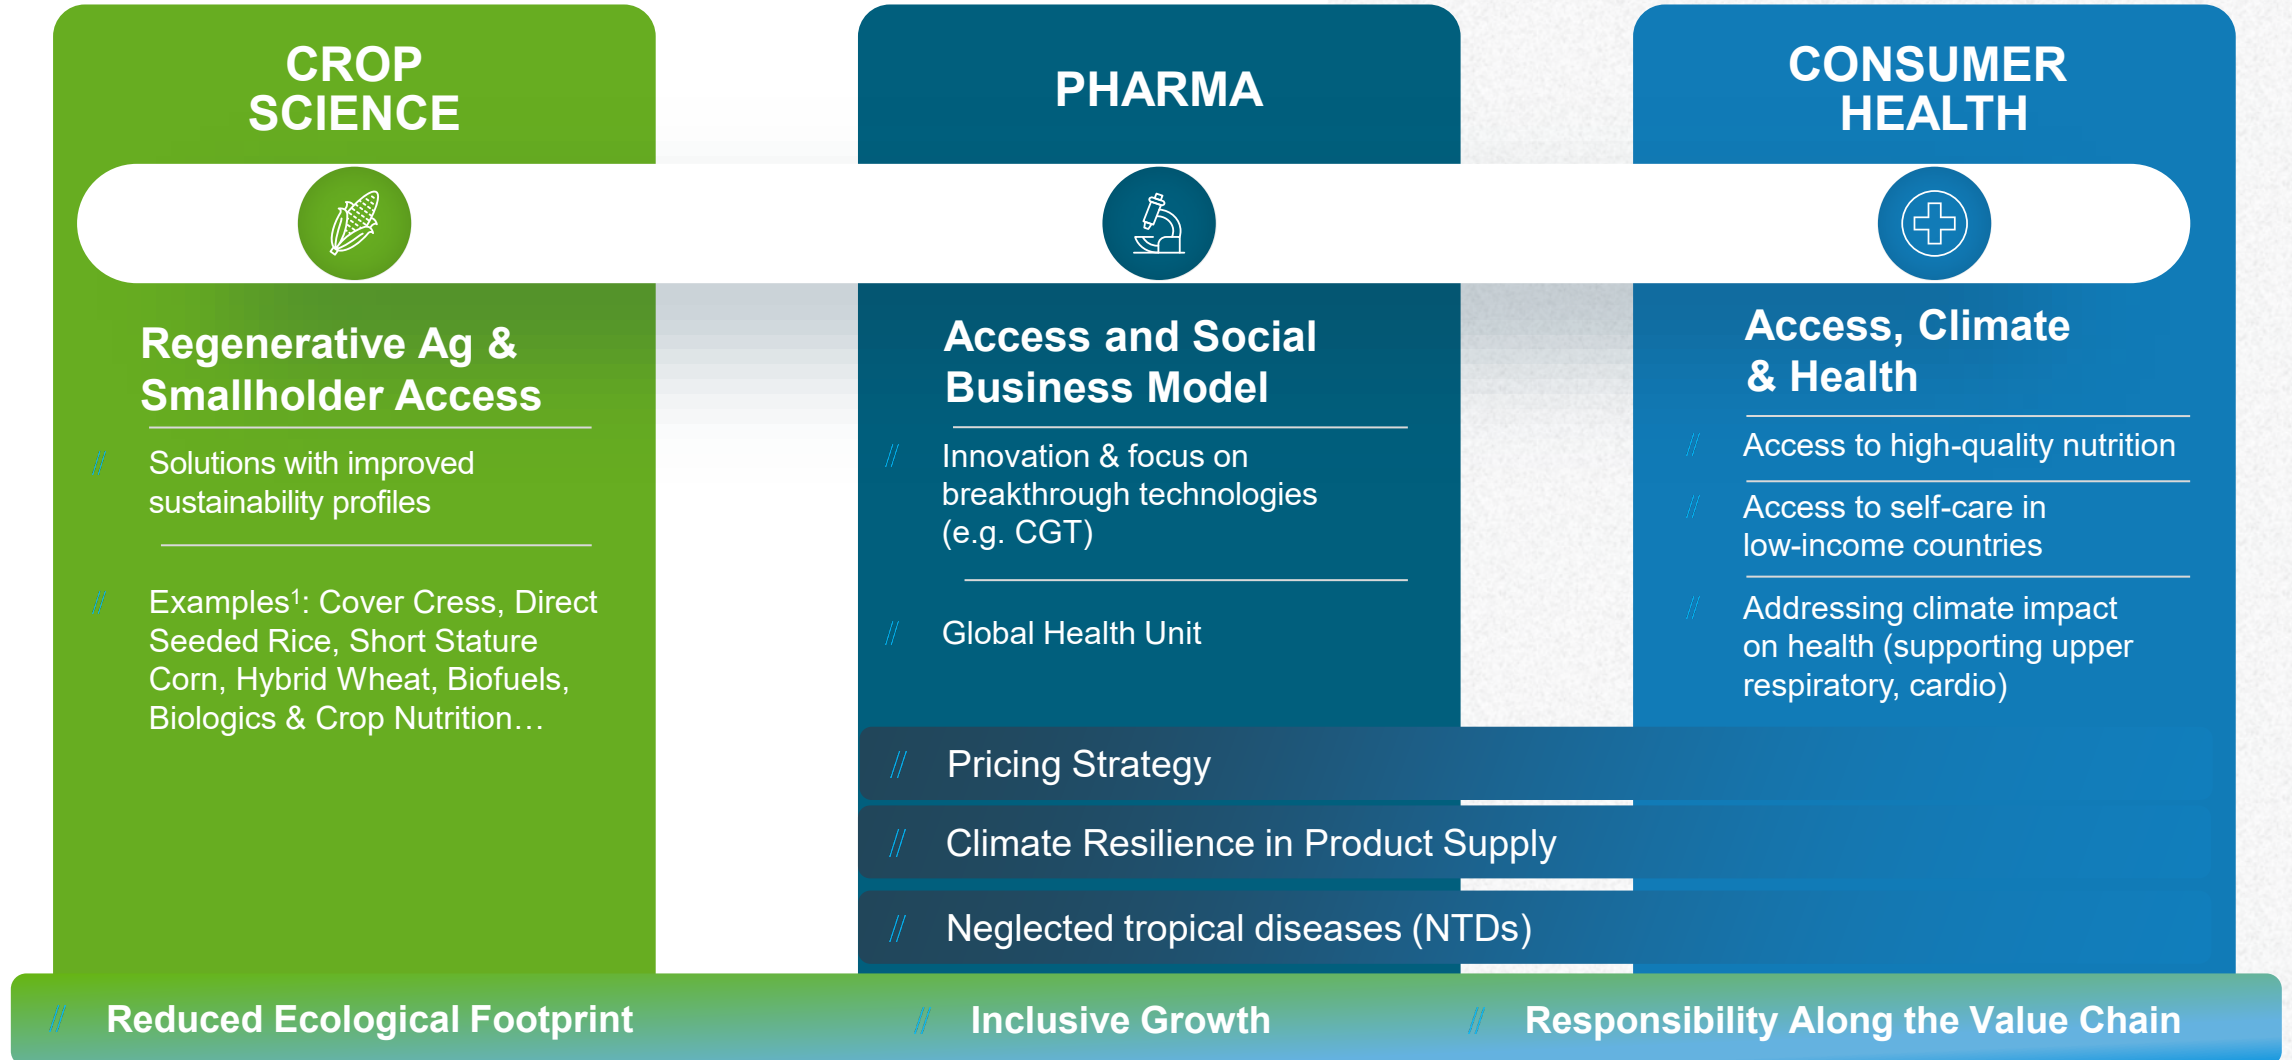 CROP
SCIENCE
Regenerative Ag &
Smallholder Access
// Solutions with improved
sustainability profiles
// Examples¹: Cover Cress, Direct
Seeded Rice, Short Stature
Corn, Hybrid Wheat, Biofuels,
Biologics & Crop Nutrition…
PHARMA
Access and Social
Business Model
// Innovation & focus on
breakthrough technologies
(e.g. CGT)
// Global Health Unit
CONSUMER
HEALTH
Access, Climate
& Health
// Access to high-quality nutrition
// Access to self-care in
low-income countries
// Addressing climate impact
on health (supporting upper
respiratory, cardio)
// Pricing Strategy
// Climate Resilience in Product Supply
// Neglected tropical diseases (NTDs)
// Reduced Ecological Footprint
// Inclusive Growth
// Responsibility Along the Value Chain